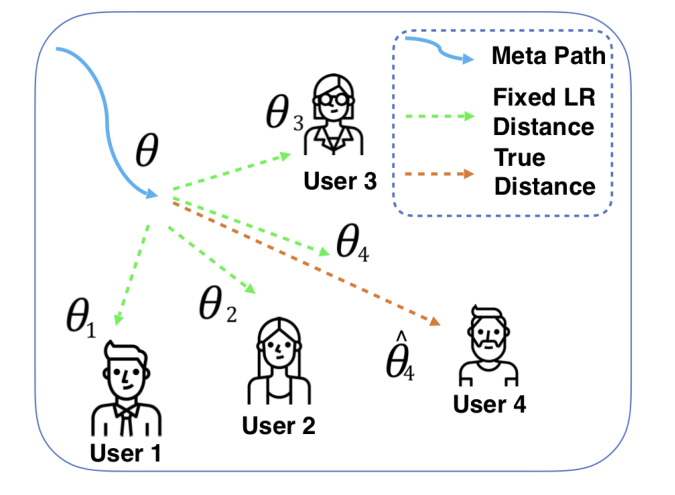 Meta Path
Fixed LR
Distance
True
Distance
θ
θ₃
User 3
θ₄
θ₂
θ₁
θ̂₄
User 4
User 2
User 1